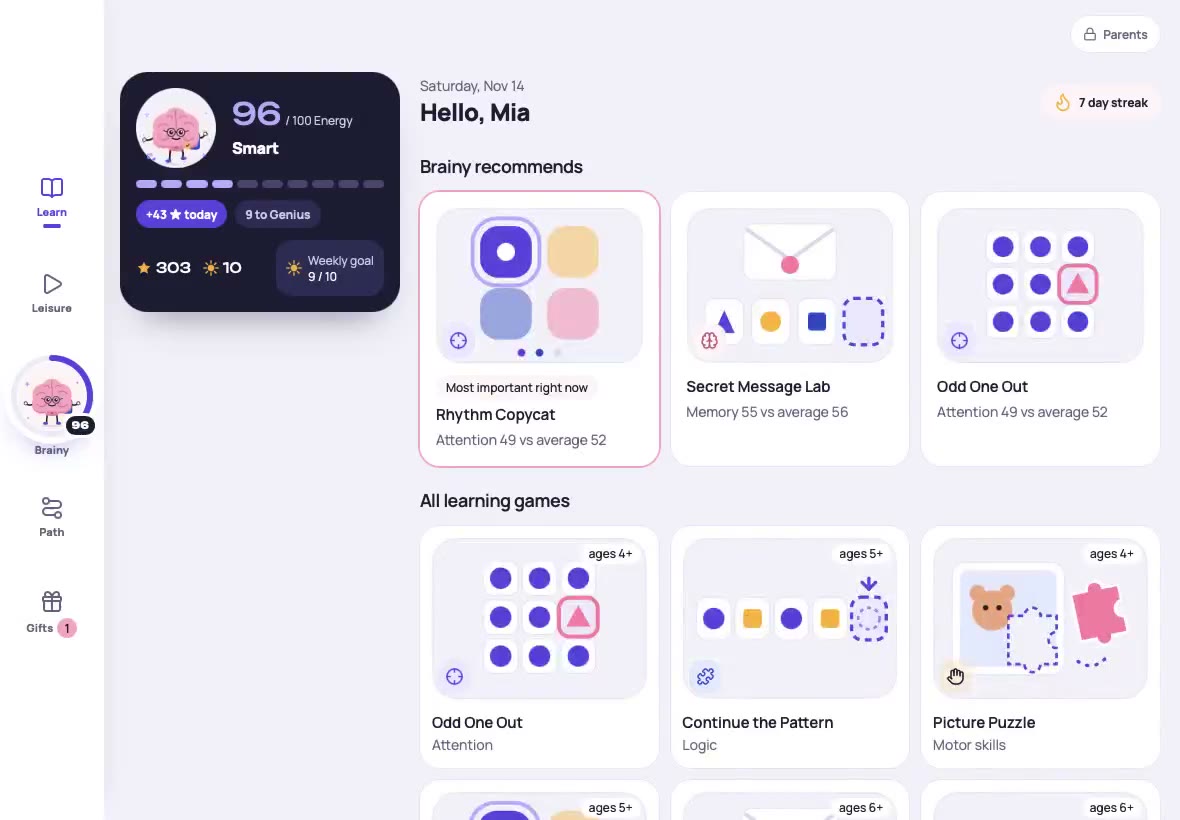 Parents
96 / 100 Energy
Smart
+43 ★ today
9 to Genius
303
10
Weekly goal
9 / 10
Saturday, Nov 14
Hello, Mia
7 day streak
Learn
Leisure
96
Brainy
Path
Gifts 1
Brainy recommends
Most important right now
Rhythm Copycat
Attention 49 vs average 52
Secret Message Lab
Memory 55 vs average 56
Odd One Out
Attention 49 vs average 52
All learning games
ages 4+
Odd One Out
Attention
ages 5+
Continue the Pattern
Logic
ages 4+
Picture Puzzle
Motor skills
ages 5+
ages 6+
ages 6+